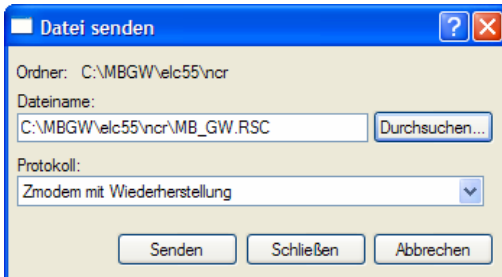 Datei senden
Ordner: C:\MBGW\elc55\ncr
Dateiname:
C:\MBGW\elc55\ncr\MB_GW.RSC Durchsuchen...
Protokoll:
Zmodem mit Wiederherstellung
Senden Schließen Abbrechen